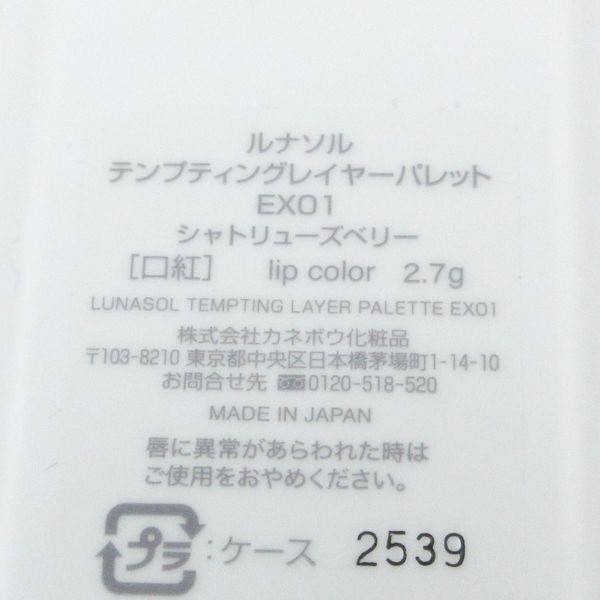 ルナソル
テンプティングレイヤーパレット
EX01
シャトリューズベリー
[口紅] lip color 2.7g
LUNASOL TEMPTING LAYER PALETTE EX01
株式会社カネボウ化粧品
〒103-8210 東京都中央区日本橋茅場町1-14-10
お問合せ先 0120-518-520
MADE IN JAPAN
唇に異常があらわれた時は
ご使用をおやめください。
プラ:ケース 2539